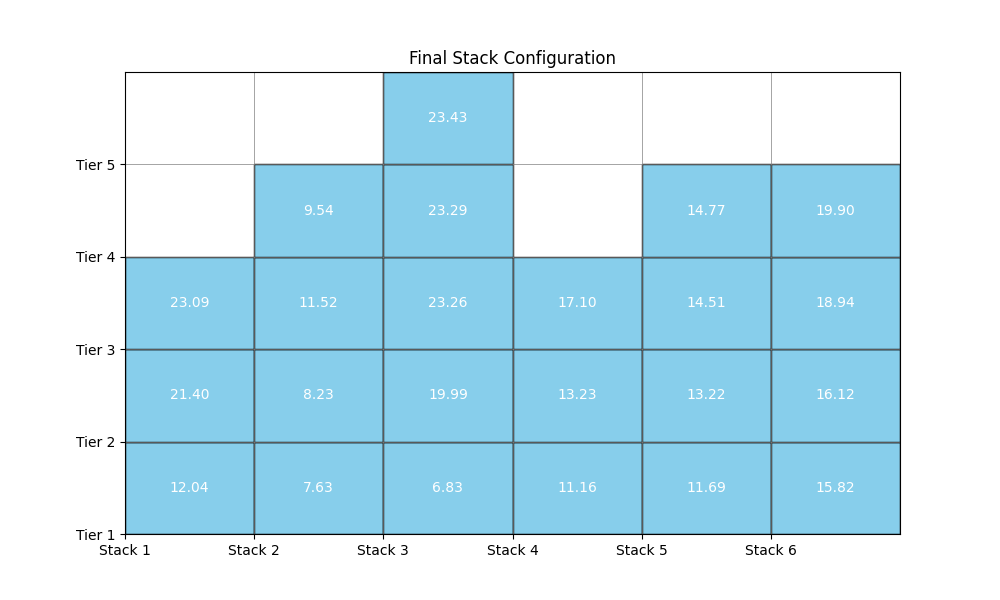 Final Stack Configuration
23.43
Tier 5
9.54 23.29 14.77 19.90
Tier 4
23.09 11.52 23.26 17.10 14.51 18.94
Tier 3
21.40 8.23 19.99 13.23 13.22 16.12
Tier 2
12.04 7.63 6.83 11.16 11.69 15.82
Tier 1
Stack 1 Stack 2 Stack 3 Stack 4 Stack 5 Stack 6